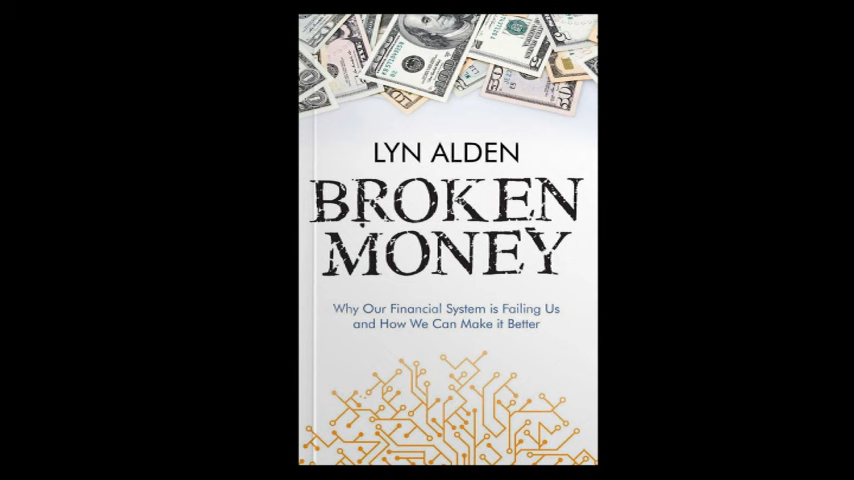 LYN ALDEN
BROKEN
MONEY
Why Our Financial System is Failing Us
and How We Can Make it Better